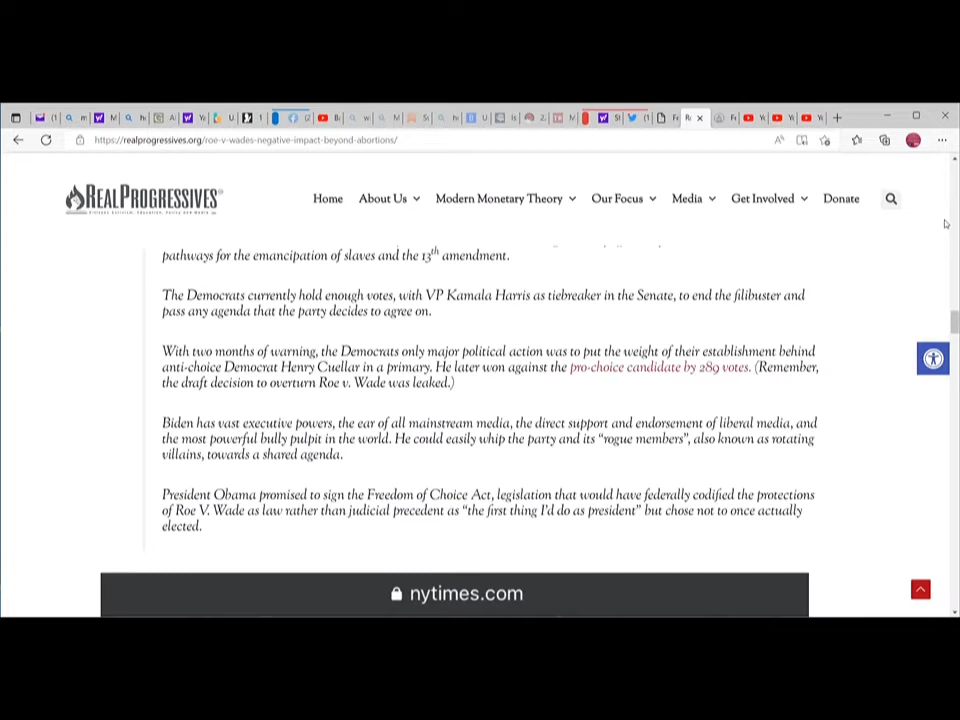 https://realprogressives.org/roe-v-wades-negative-impact-beyond-abortions/
REALPROGRESSIVES
Home About Us Modern Monetary Theory Our Focus Media Get Involved Donate
pathways for the emancipation of slaves and the 13th amendment.
The Democrats currently hold enough votes, with VP Kamala Harris as tiebreaker in the Senate, to end the filibuster and
pass any agenda that the party decides to agree on.
With two months of warning, the Democrats only major political action was to put the weight of their establishment behind
anti-choice Democrat Henry Cuellar in a primary. He later won against the pro-choice candidate by 289 votes. (Remember,
the draft decision to overturn Roe v. Wade was leaked.)
Biden has vast executive powers, the ear of all mainstream media, the direct support and endorsement of liberal media, and
the most powerful bully pulpit in the world. He could easily whip the party and its “rogue members”, also known as rotating
villains, towards a shared agenda.
President Obama promised to sign the Freedom of Choice Act, legislation that would have federally codified the protections
of Roe V. Wade as law rather than judicial precedent as “the first thing I’d do as president” but chose not to once actually
elected.
nytimes.com